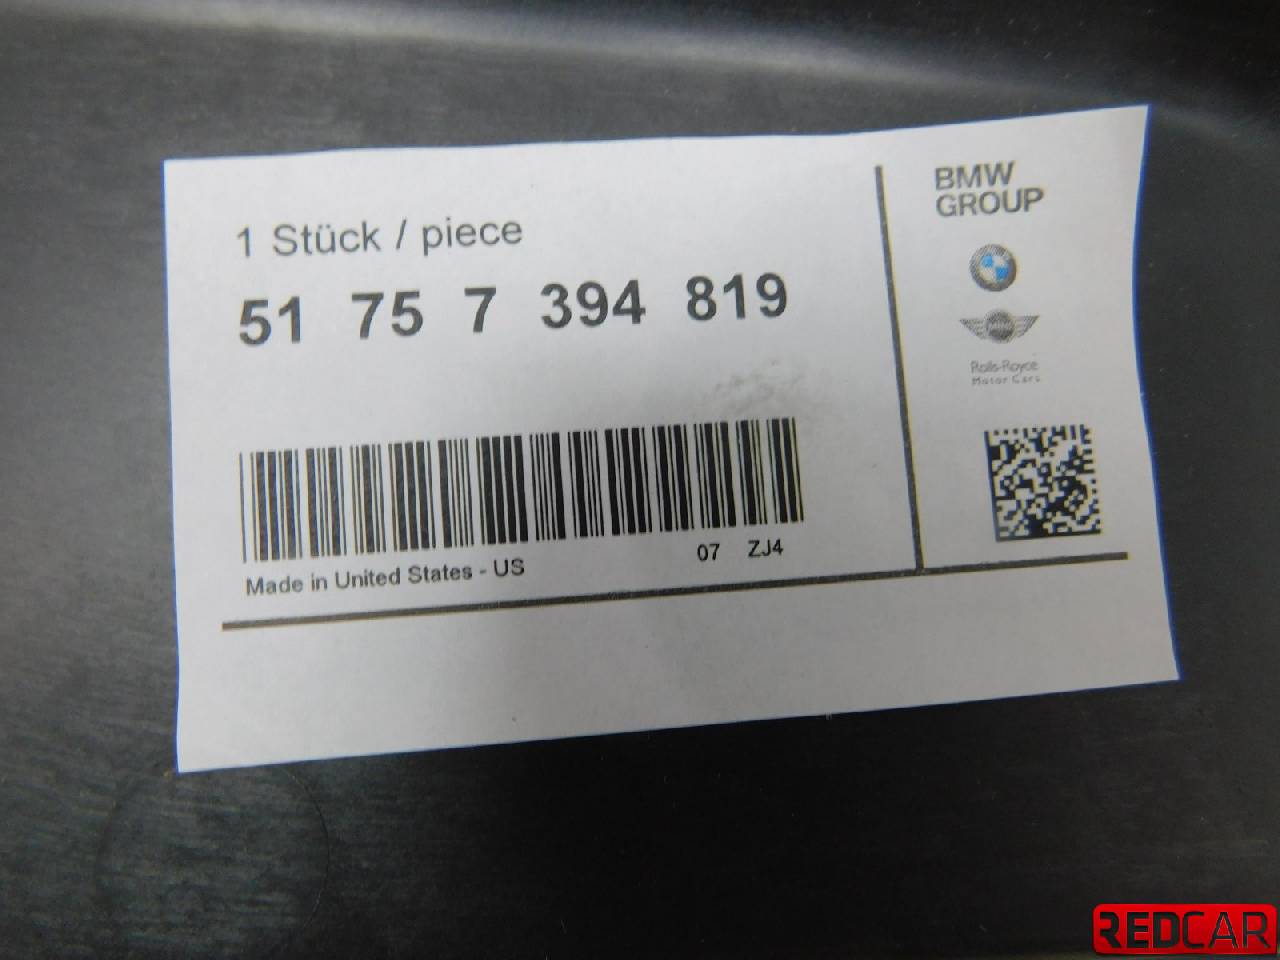 1 Stück / piece
51 75 7 394 819
Made in United States - US
07 ZJ4
BMW
GROUP
MINI
Rolls-Royce
Motor Cars
REDCAR